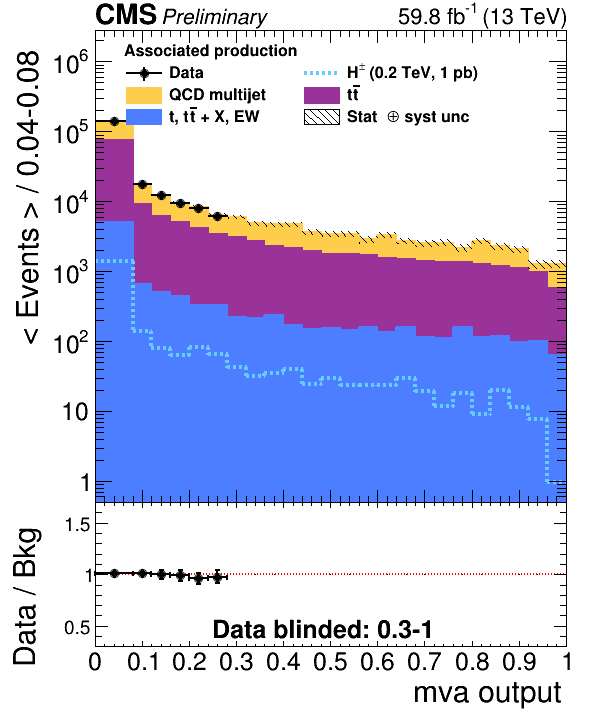 CMS Preliminary 59.8 fb⁻¹ (13 TeV)
< Events > / 0.04-0.08
10⁶
10⁵
10⁴
10³
10²
10
1
Associated production
Data
H± (0.2 TeV, 1 pb)
QCD multijet
tt̄
t, tt̄ + X, EW
Stat ⊕ syst unc
Data / Bkg
1.5
1
0.5
Data blinded: 0.3-1
0 0.1 0.2 0.3 0.4 0.5 0.6 0.7 0.8 0.9 1
mva output